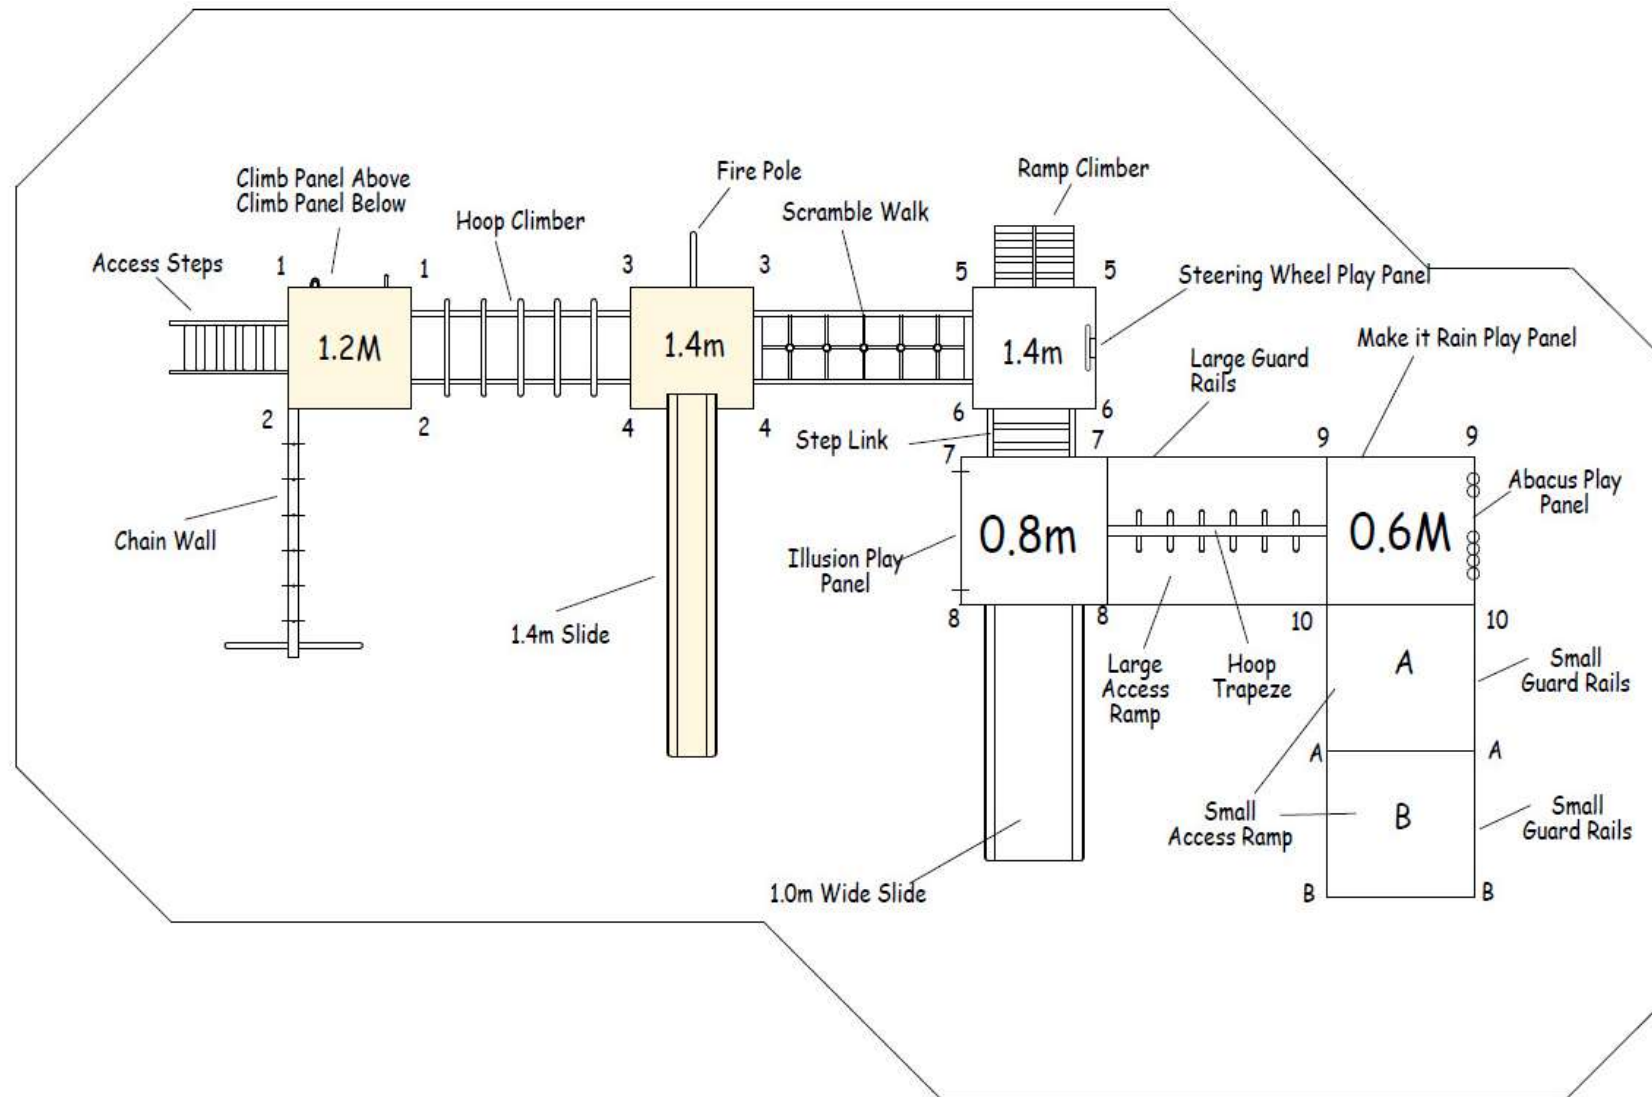 Climb Panel Above
Climb Panel Below
Fire Pole
Ramp Climber
Hoop Climber
Scramble Walk
Access Steps
1
1
3
3
5
5
Steering Wheel Play Panel
1.2M
1.4m
1.4m
Make it Rain Play Panel
Large Guard
Rails
2
2
4
4
6
6
Step Link
7
7
9
9
Chain Wall
Illusion Play
Panel
0.8m
0.6M
Abacus Play
Panel
1.4m Slide
8
8
10
10
Large
Access
Ramp
Hoop
Trapeze
A
Small
Guard Rails
A
A
Small
Access Ramp
B
Small
Guard Rails
1.0m Wide Slide
B
B